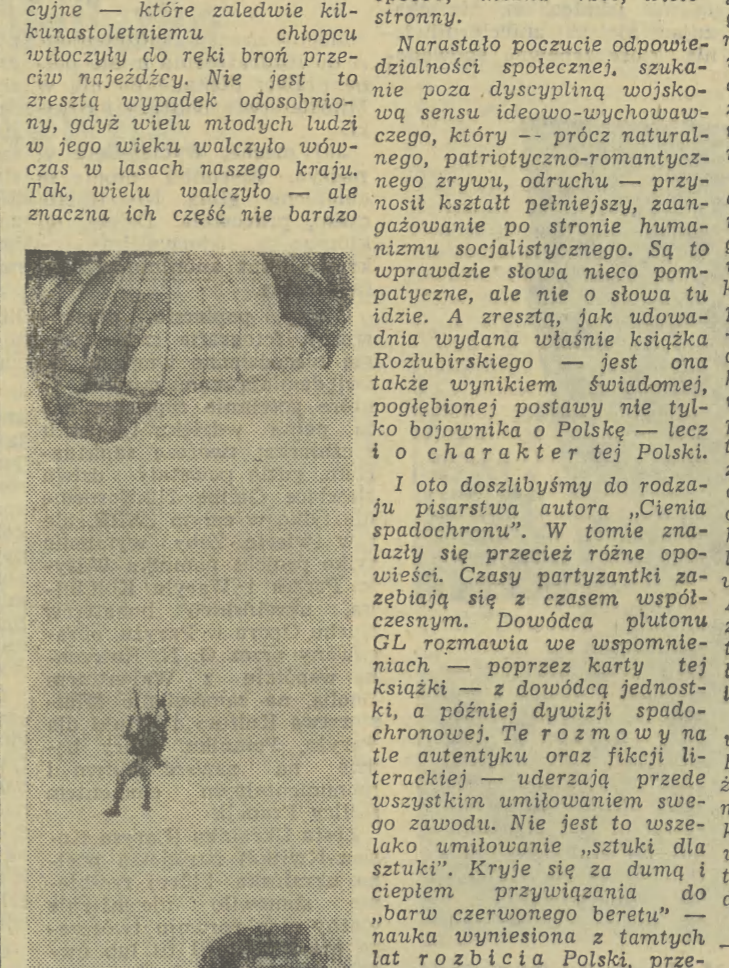 cyjne — które zaledwie kil-
kunastoletniemu chłopcu
wtłoczyły do ręki broń prze-
ciw najeźdźcy. Nie jest to
zresztą wypadek odosobnio-
ny, gdyż wielu młodych ludzi
w jego wieku walczyło wów-
czas w lasach naszego kraju.
Tak, wielu walczyło — ale
znaczna ich część nie bardzo
stronny.
Narastało poczucie odpowie-
dzialności społecznej, szuka-
nie poza dyscypliną wojsko-
wą sensu ideowo-wychowaw-
czego, który -- prócz natural-
nego, patriotyczno-romantycz-
nego zrywu, odruchu — przy-
nosił kształt pełniejszy, zaan-
gażowanie po stronie huma-
nizmu socjalistycznego. Są to
wprawdzie słowa nieco pom-
patyczne, ale nie o słowa tu
idzie. A zresztą, jak udowa-
dnia wydana właśnie książka
Rozłubirskiego — jest ona
także wynikiem świadomej,
pogłębionej postawy nie tyl-
ko bojownika o Polskę — lecz
i o charakter tej Polski.
I oto doszlibyśmy do rodza-
ju pisarstwa autora „Cienia
spadochronu”. W tomie zna-
lazły się przecież różne opo-
wieści. Czasy partyzantki za-
zębiają się z czasem współ-
czesnym. Dowódca plutonu
GL rozmawia we wspomnie-
niach — poprzez karty tej
książki — z dowódcą jednost-
ki, a później dywizji spado-
chronowej. Te rozmowy na
tle autentyku oraz fikcji li-
terackiej — uderzają przede
wszystkim umiłowaniem swe-
go zawodu. Nie jest to wsze-
lako umiłowanie „sztuki dla
sztuki”. Kryje się za dumą i
ciepłem przywiązania do
„barw czerwonego beretu” —
nauka wyniesiona z tamtych
lat rozbicia Polski, prze-